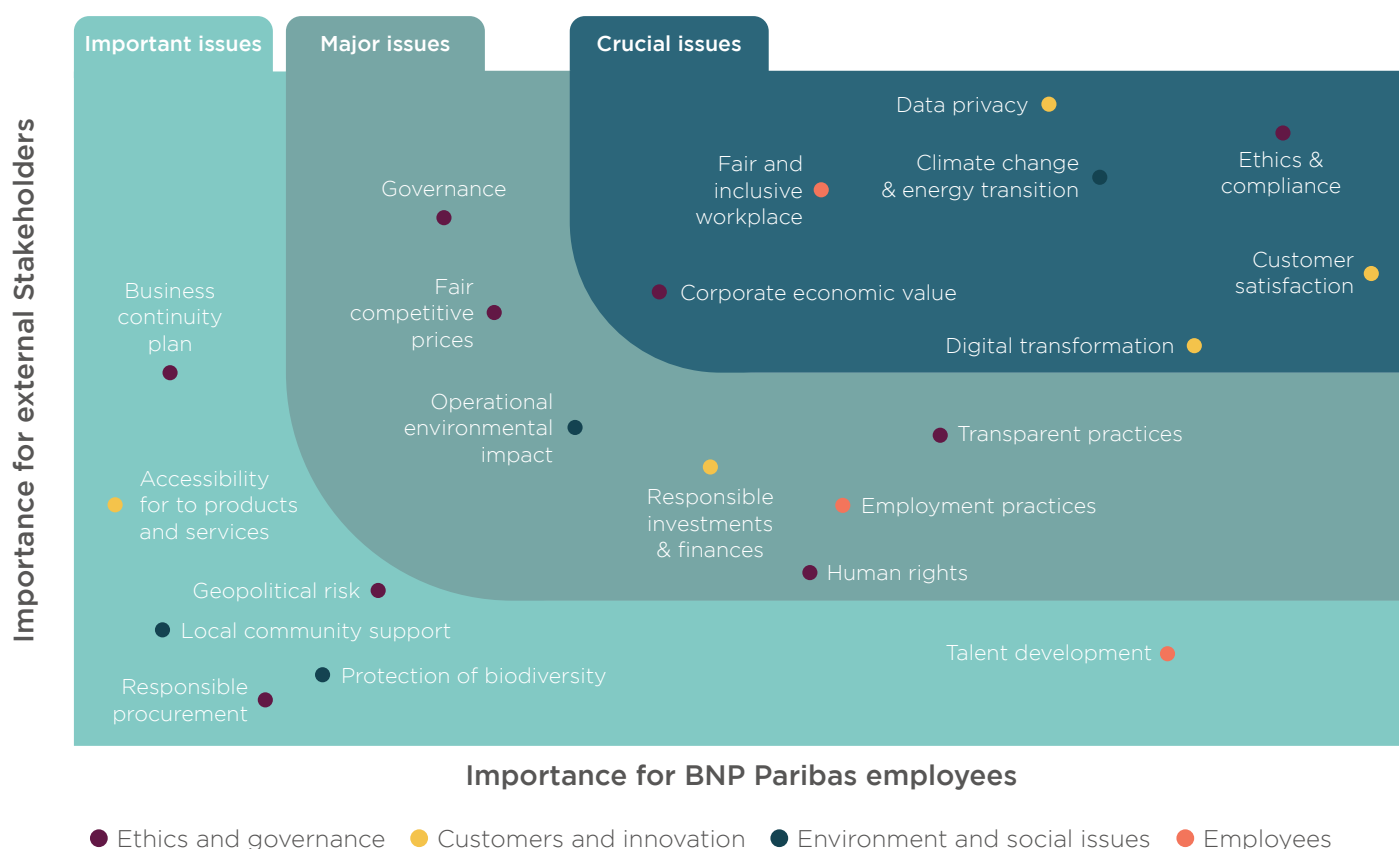 Important issues
Major issues
Crucial issues
Importance for external Stakeholders
Data privacy
Ethics &
compliance
Fair and
inclusive
workplace
Climate change
& energy transition
Governance
Customer
satisfaction
Business
continuity
plan
Fair
competitive
prices
Corporate economic value
Digital transformation
Operational
environmental
impact
Transparent practices
Accessibility
for to products
and services
Responsible
investments
& finances
Employment practices
Human rights
Geopolitical risk
Local community support
Talent development
Protection of biodiversity
Responsible
procurement
Importance for BNP Paribas employees
Ethics and governance
Customers and innovation
Environment and social issues
Employees